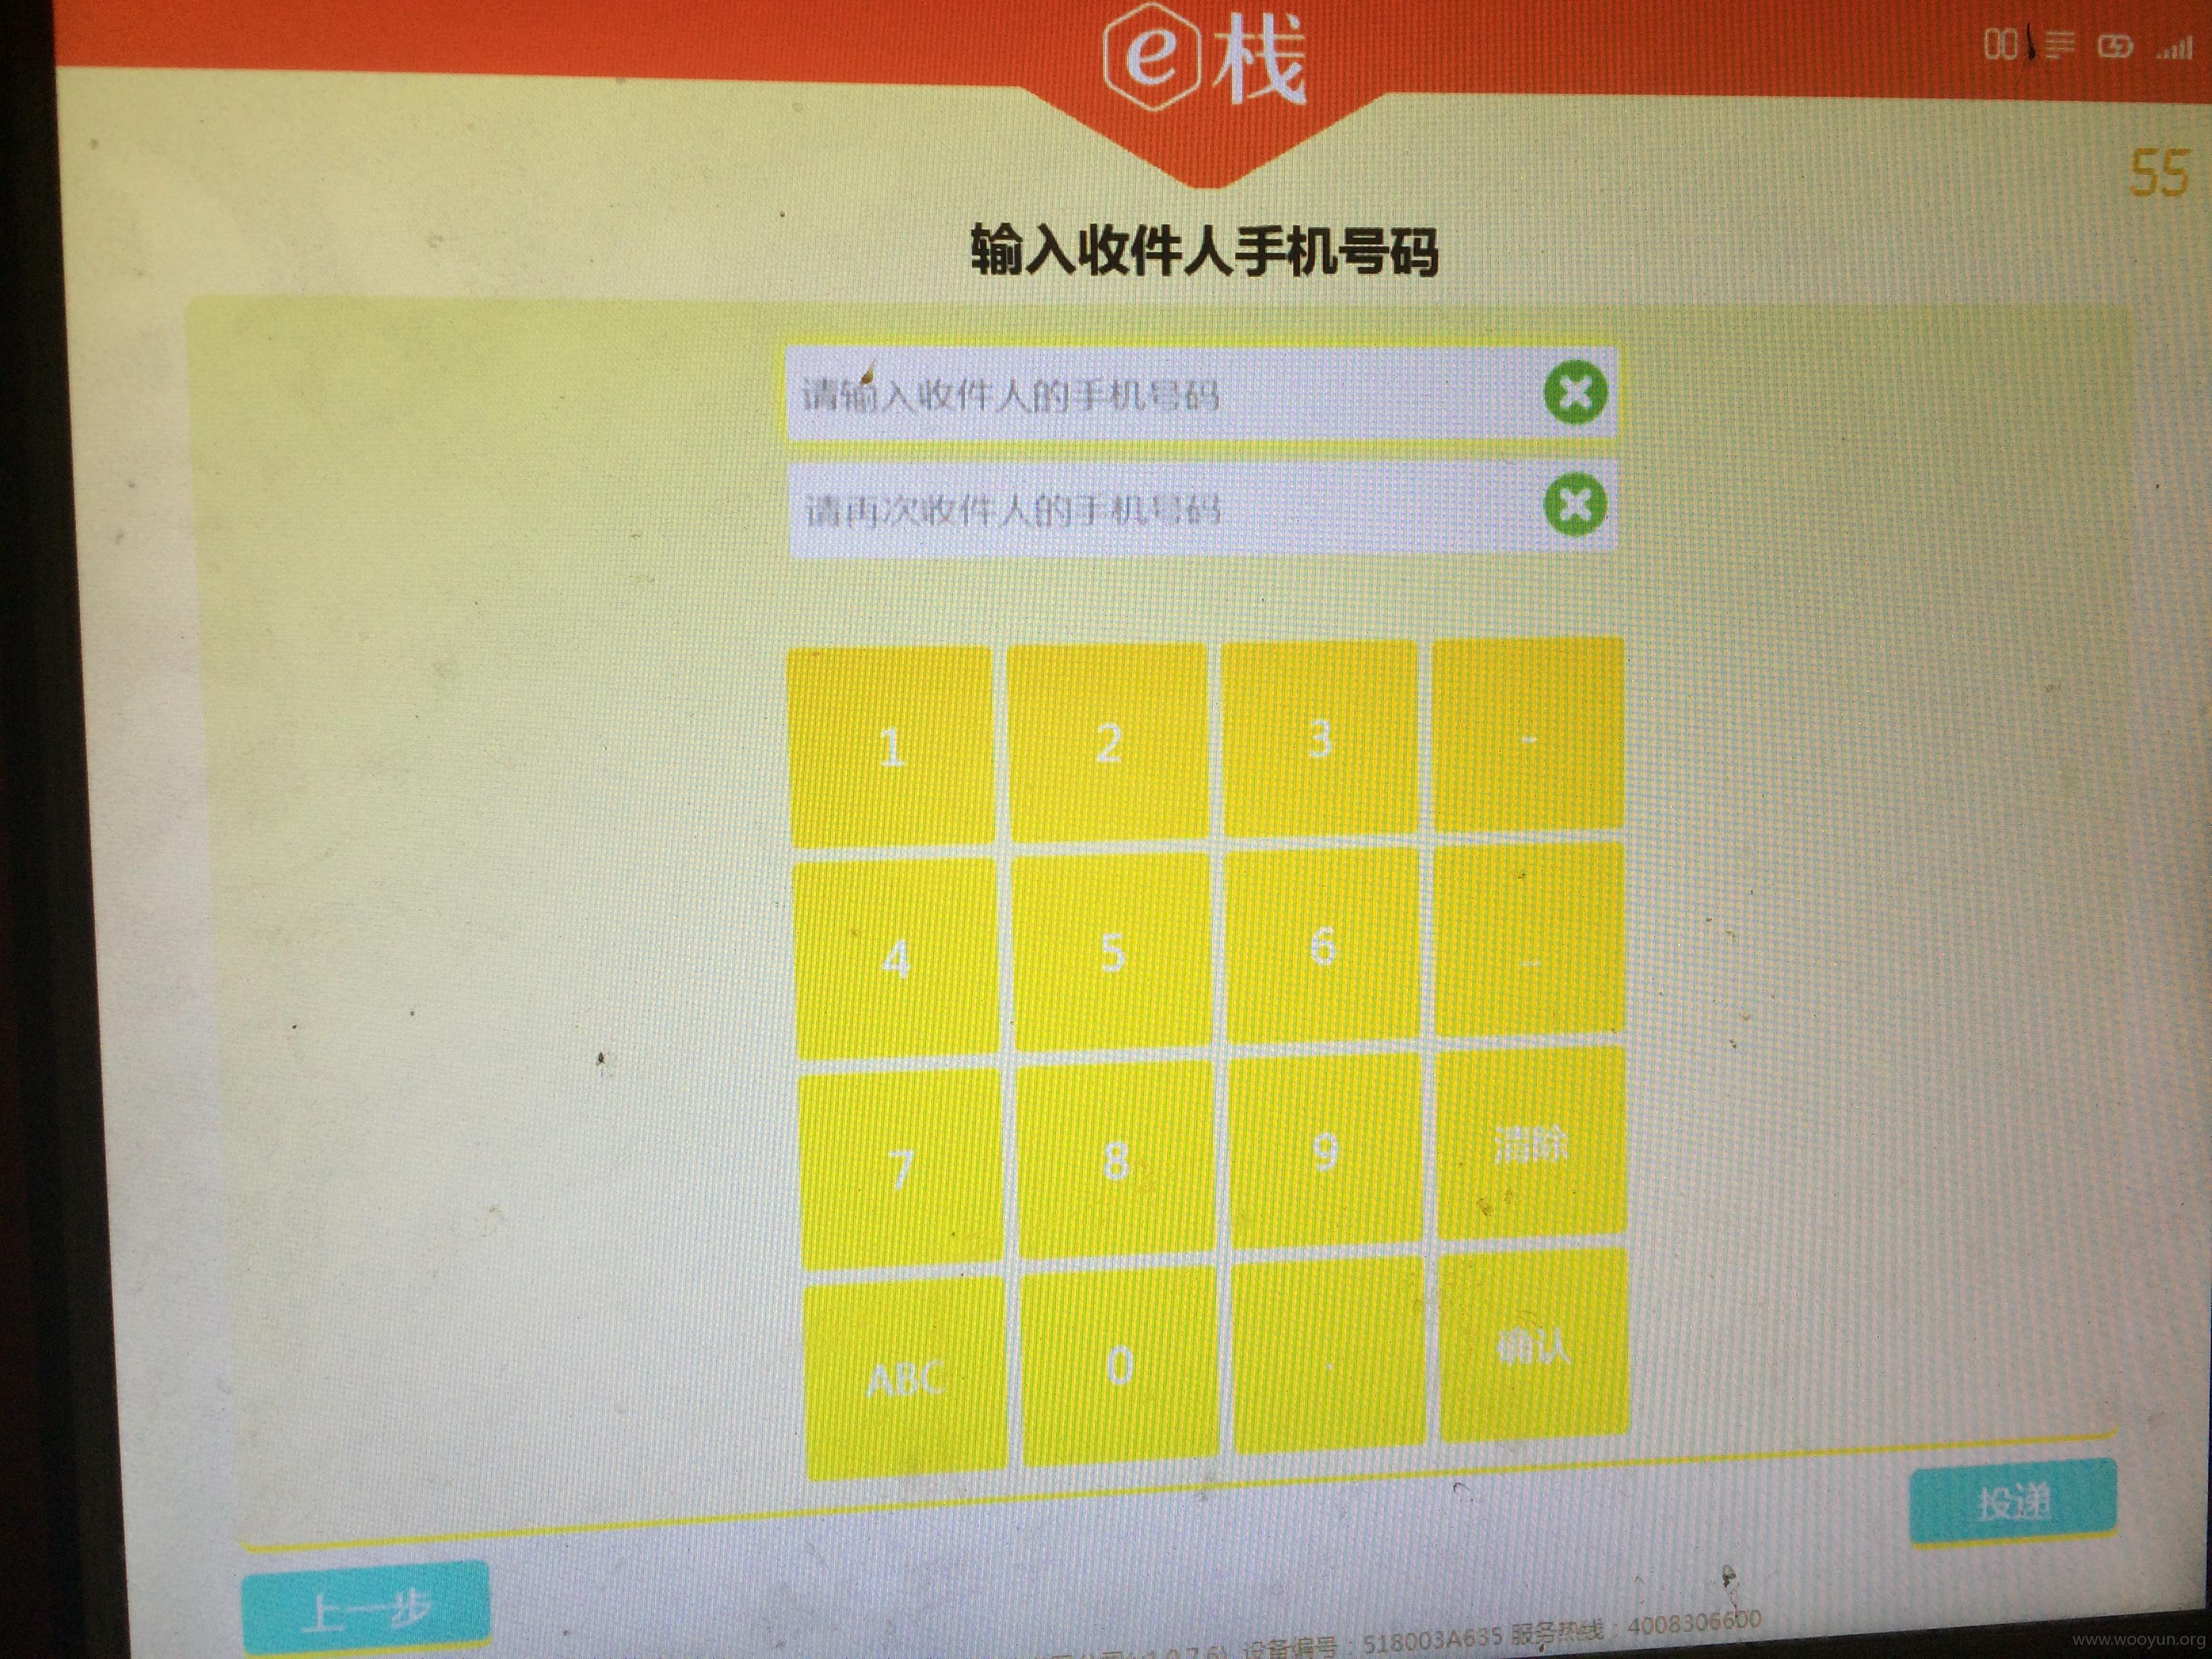 e栈
55
输入收件人手机号码
请输入收件人的手机号码
请再次收件人的手机号码
1 2 3 -
4 5 6 _
7 8 9 清除
ABC 0 . 确认
投递
上一步
公司(v1.0.7.6) 设备编号：518003A635 服务热线：4008306600
www.wooyun.org